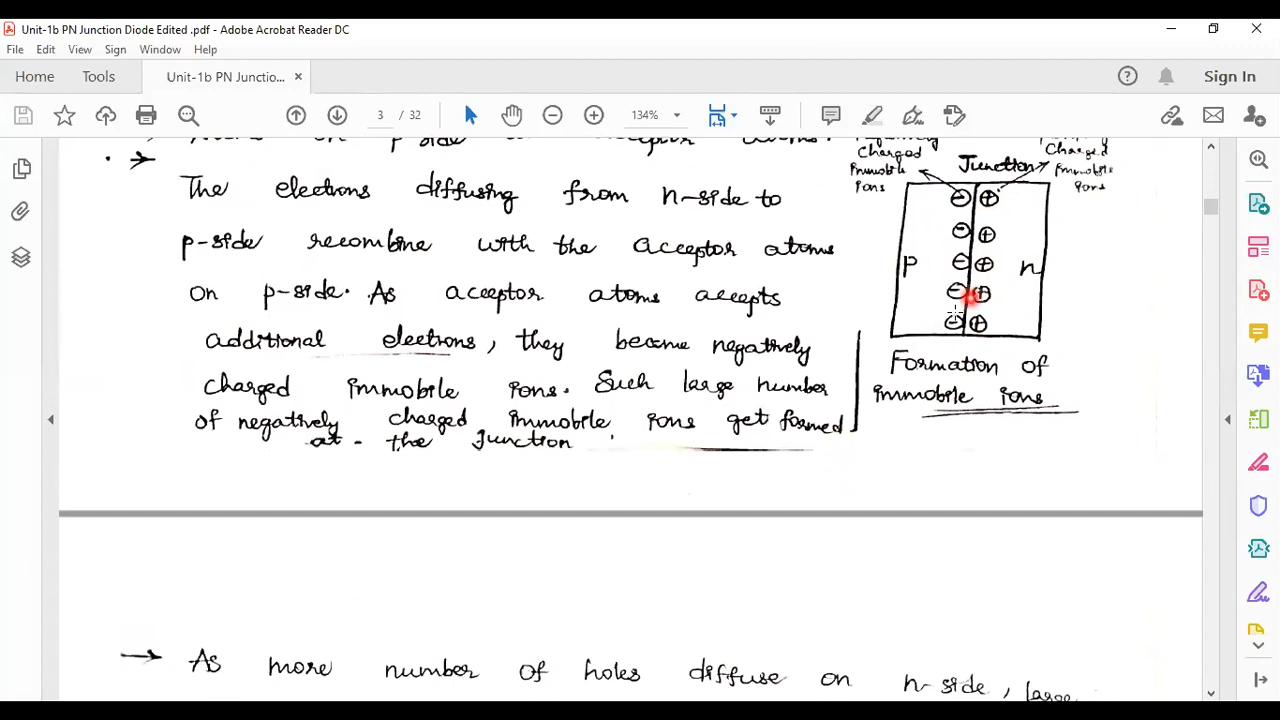 Unit-1b PN Junction Diode Edited .pdf - Adobe Acrobat Reader DC
File Edit View Sign Window Help
Home Tools Unit-1b PN Junctio... × Sign In
3 / 32 134%
on p-side acceptor atoms.
Charged
immobile
ions
Junction
Charged
immobile
ions
The electrons diffusing from n-side to
p-side recombine with the acceptor atoms
on p-side. As acceptor atoms accepts
additional electrons, they become negatively
charged immobile ions. Such large number
of negatively charged immobile ions get formed
at the junction.
p n
Formation of
immobile ions
→ As more number of holes diffuse on n-side, large